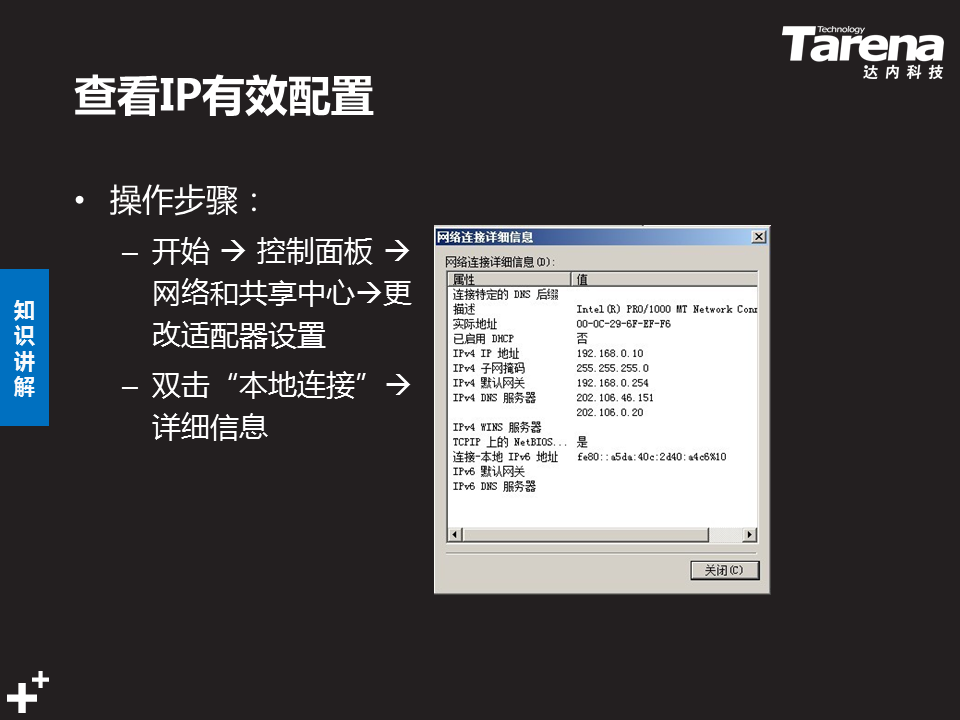 Technology
Tarena
达内科技
查看IP有效配置
• 操作步骤：
– 开始 → 控制面板 →
网络和共享中心→更
改适配器设置
– 双击“本地连接” →
详细信息
知
识
讲
解
网络连接详细信息
网络连接详细信息(D):
属性 值
连接特定的 DNS 后缀
描述 Intel(R) PRO/1000 MT Network Conn
实际地址 00-0C-29-6F-EF-F6
已启用 DHCP 否
IPv4 IP 地址 192.168.0.10
IPv4 子网掩码 255.255.255.0
IPv4 默认网关 192.168.0.254
IPv4 DNS 服务器 202.106.46.151
202.106.0.20
IPv4 WINS 服务器
TCPIP 上的 NetBIOS... 是
连接-本地 IPv6 地址 fe80::a5da:40c:2d40:a4c6%10
IPv6 默认网关
IPv6 DNS 服务器
关闭(C)